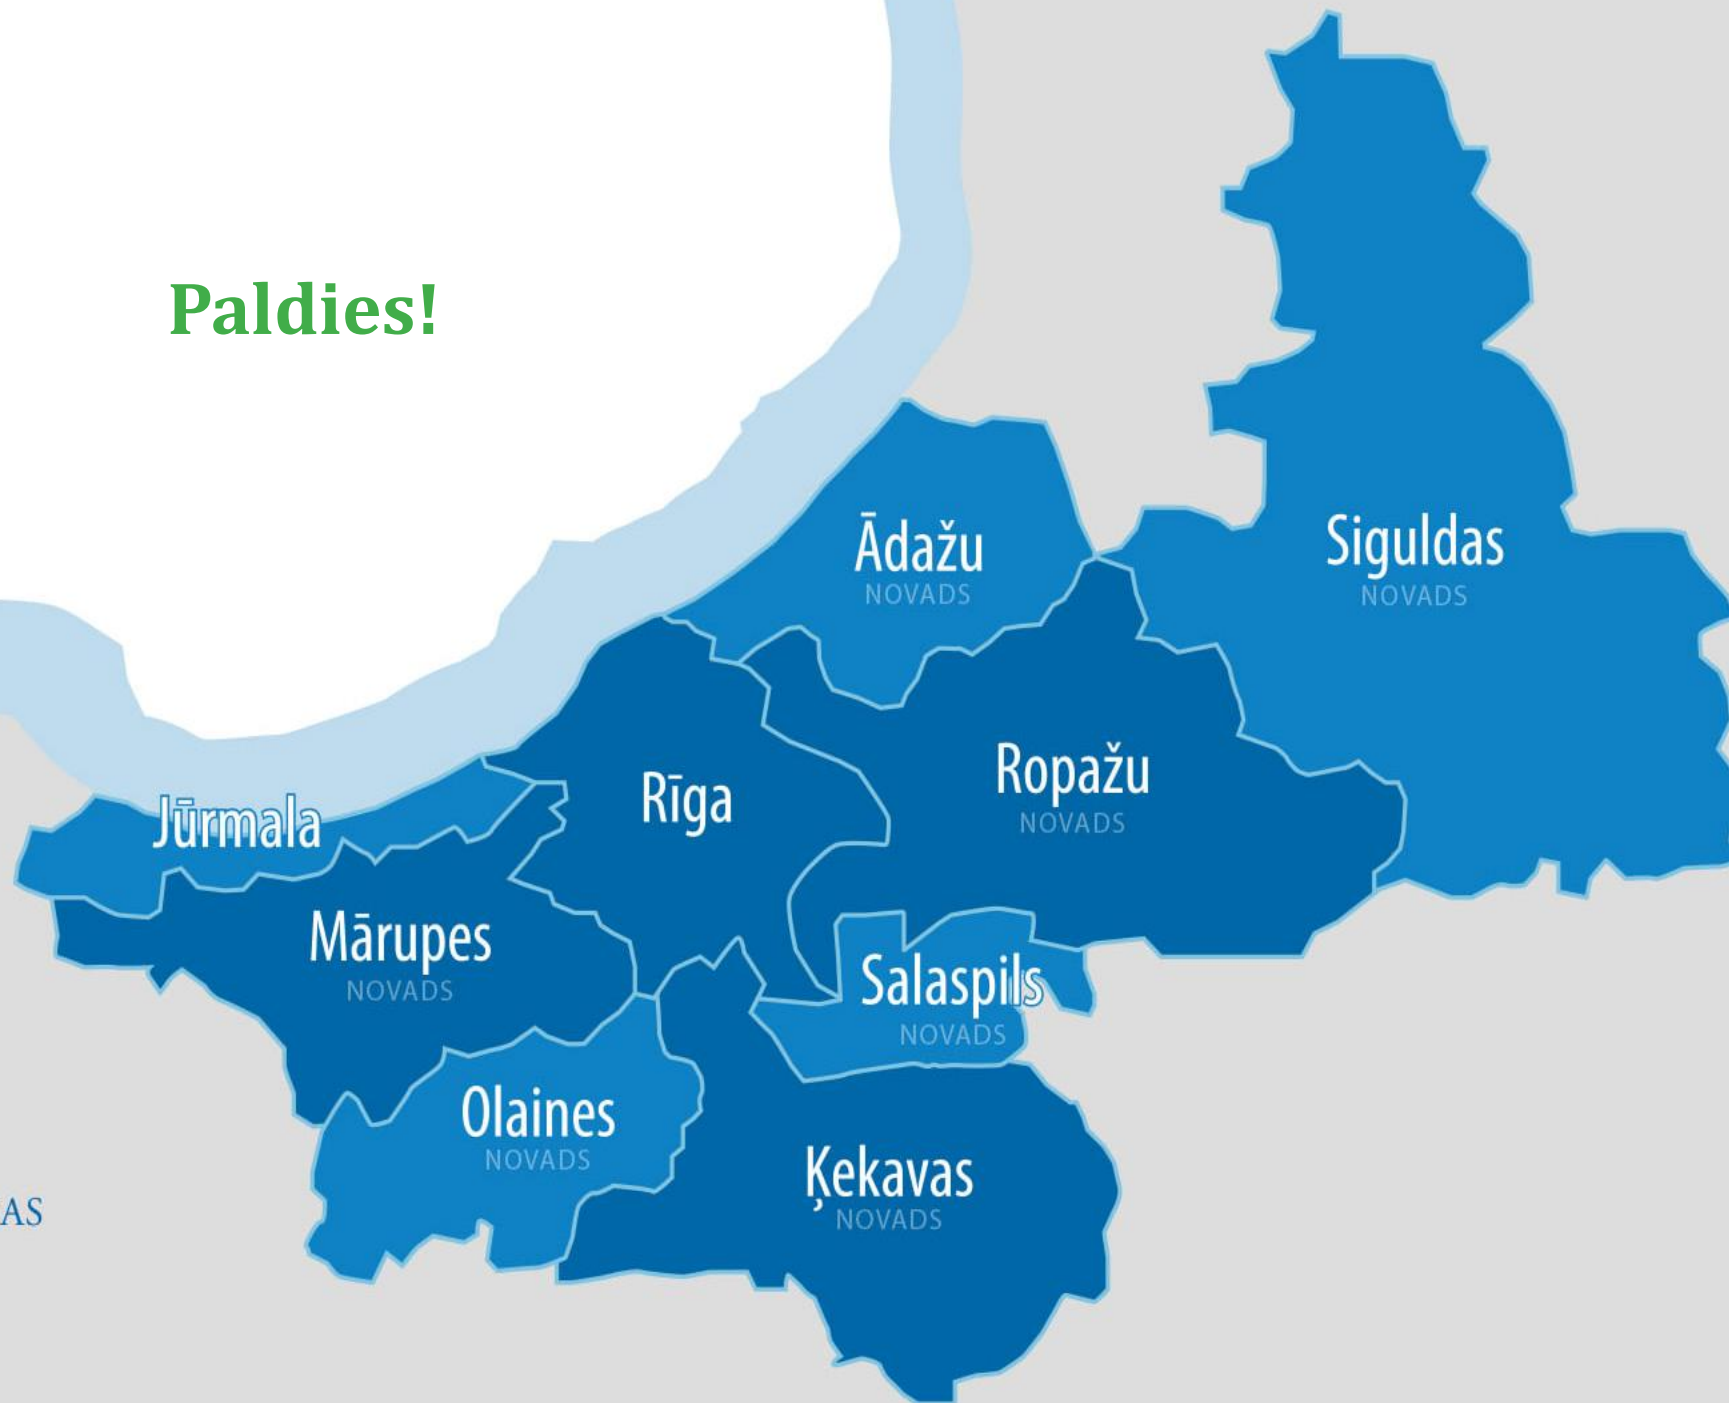 Paldies!
Ādažu
NOVADS
Siguldas
NOVADS
Rīga
Ropažu
NOVADS
Jūrmala
Mārupes
NOVADS
Salaspils
NOVADS
Olaines
NOVADS
Ķekavas
NOVADS
AS